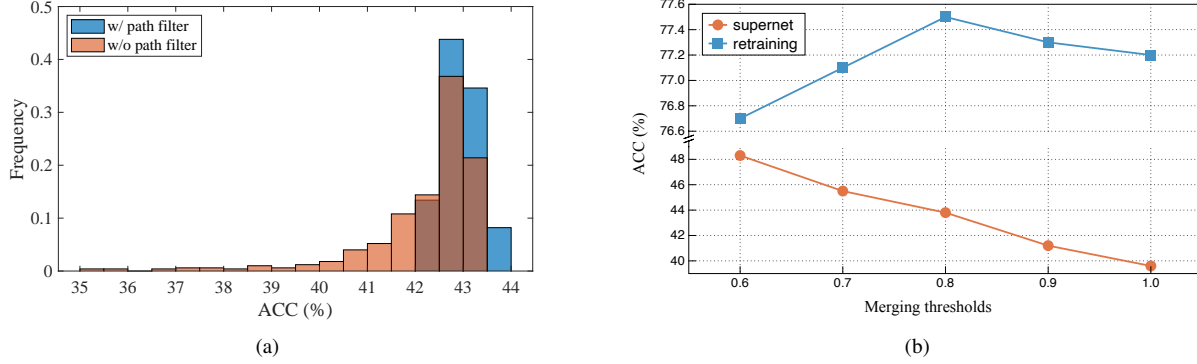 0.5
0.4
0.3
0.2
0.1
0
Frequency
w/ path filter
w/o path filter
35 36 37 38 39 40 41 42 43 44
ACC (%)
(a)
77.6
77.4
77.2
77.0
76.8
76.6
48
46
44
42
40
ACC (%)
supernet
retraining
0.6 0.7 0.8 0.9 1.0
Merging thresholds
(b)